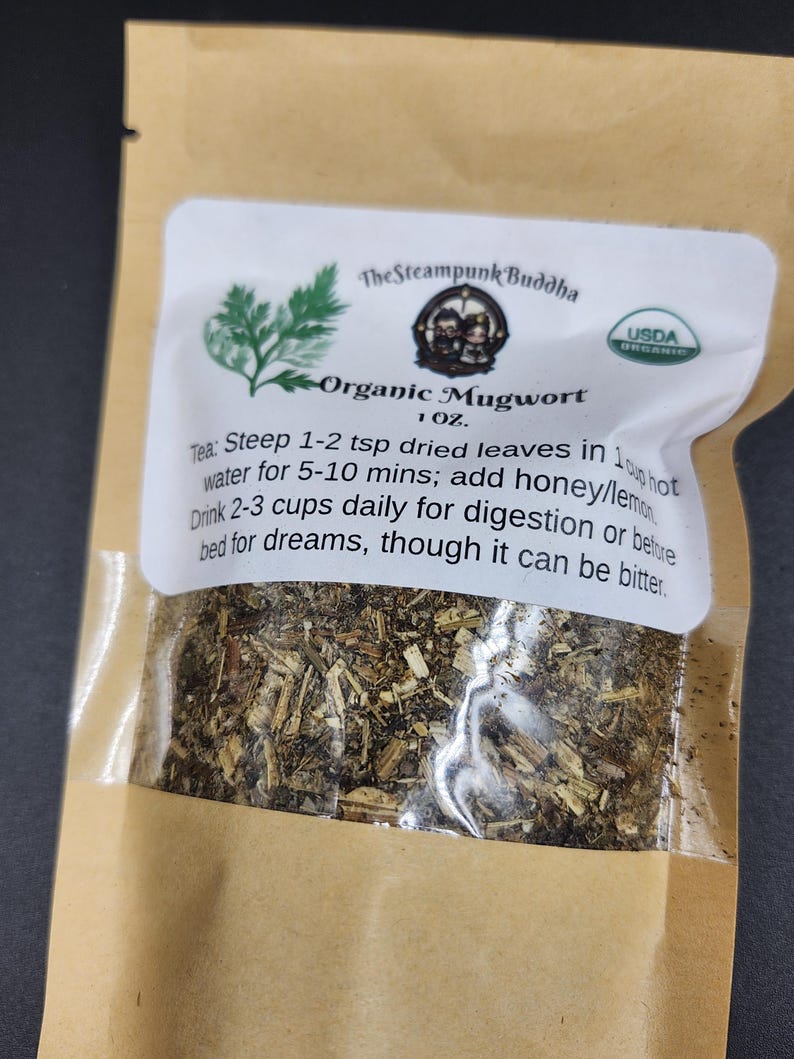 TheSteampunkBuddha
USDA
ORGANIC
Organic Mugwort
1 OZ.
Tea: Steep 1-2 tsp dried leaves in 1 cup hot
water for 5-10 mins; add honey/lemon.
Drink 2-3 cups daily for digestion or before
bed for dreams, though it can be bitter.